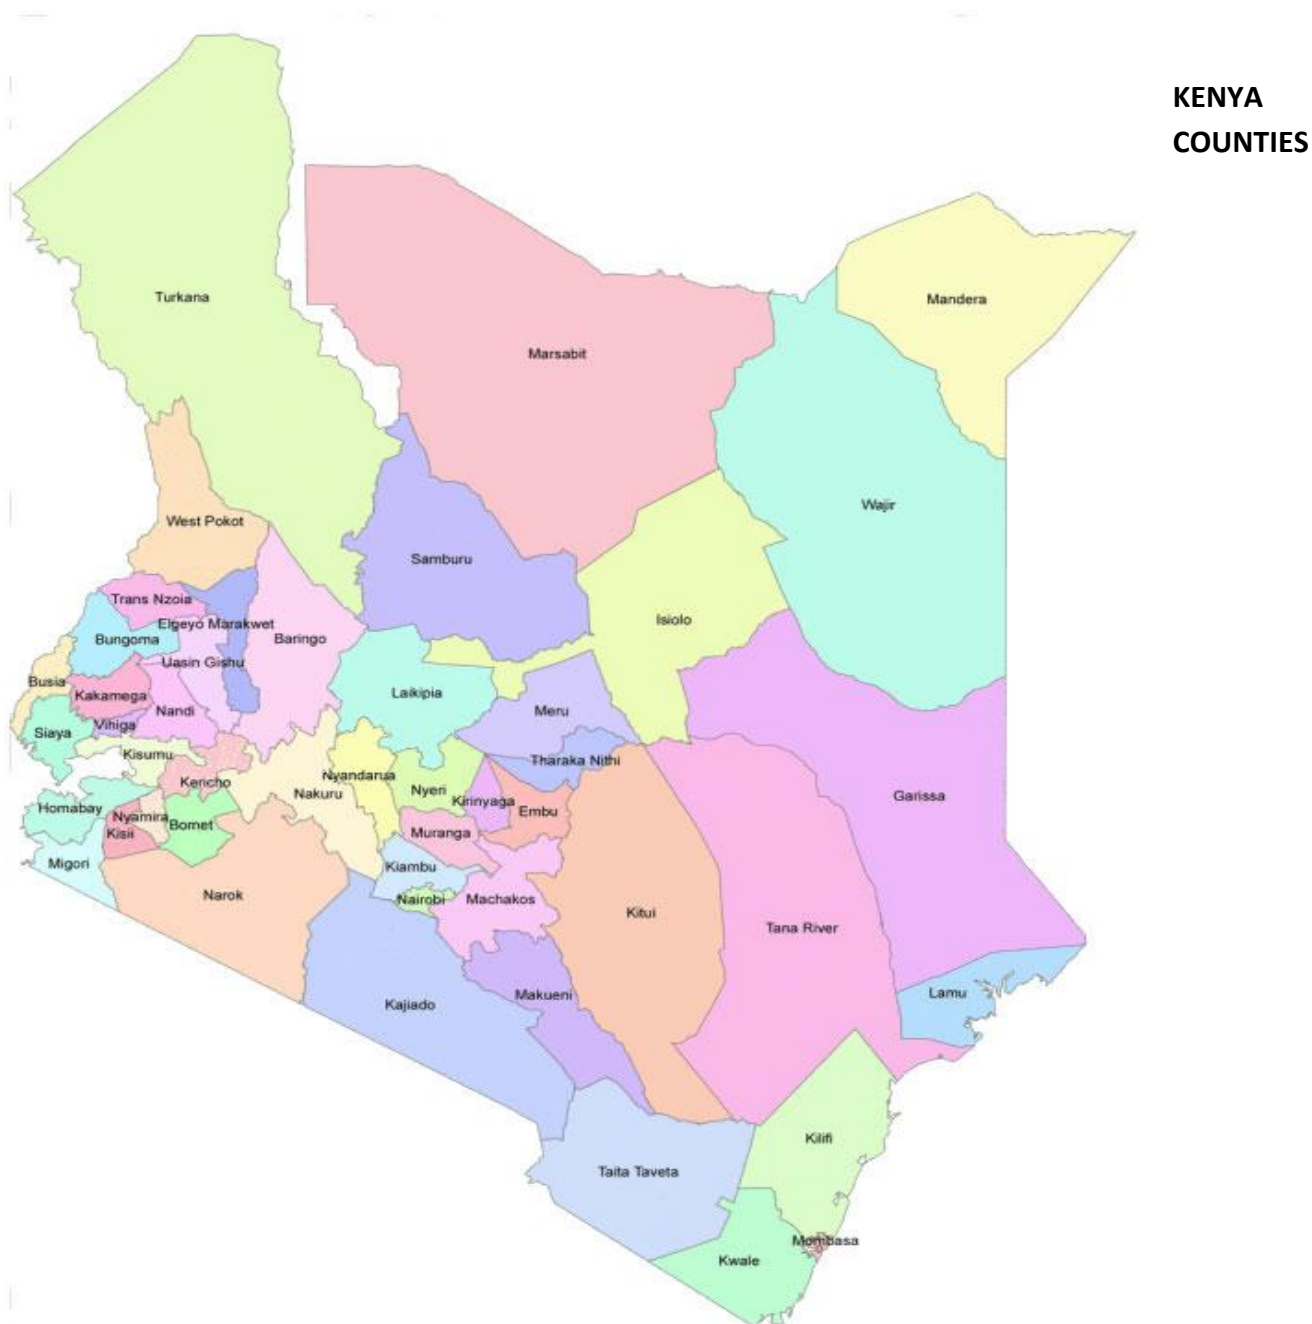 KENYA
COUNTIES
Turkana
Mandera
Marsabit
Wajir
West Pokot
Samburu
Trans Nzoia
Isiolo
Elgeyo Marakwet
Bungoma
Baringo
Uasin Gishu
Busia
Kakamega
Laikipia
Nandi
Meru
Vihiga
Siaya
Kisumu
Tharaka Nithi
Nyandarua
Kericho
Nyeri
Nakuru
Garissa
Kirinyaga
Homabay
Embu
Nyamira
Bomet
Kisii
Muranga
Migori
Kiambu
Narok
Nairobi
Machakos
Kitui
Tana River
Lamu
Makueni
Kajiado
Kilifi
Taita Taveta
Mombasa
Kwale